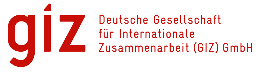 giz
Deutsche Gesellschaft
für Internationale
Zusammenarbeit (GIZ) GmbH